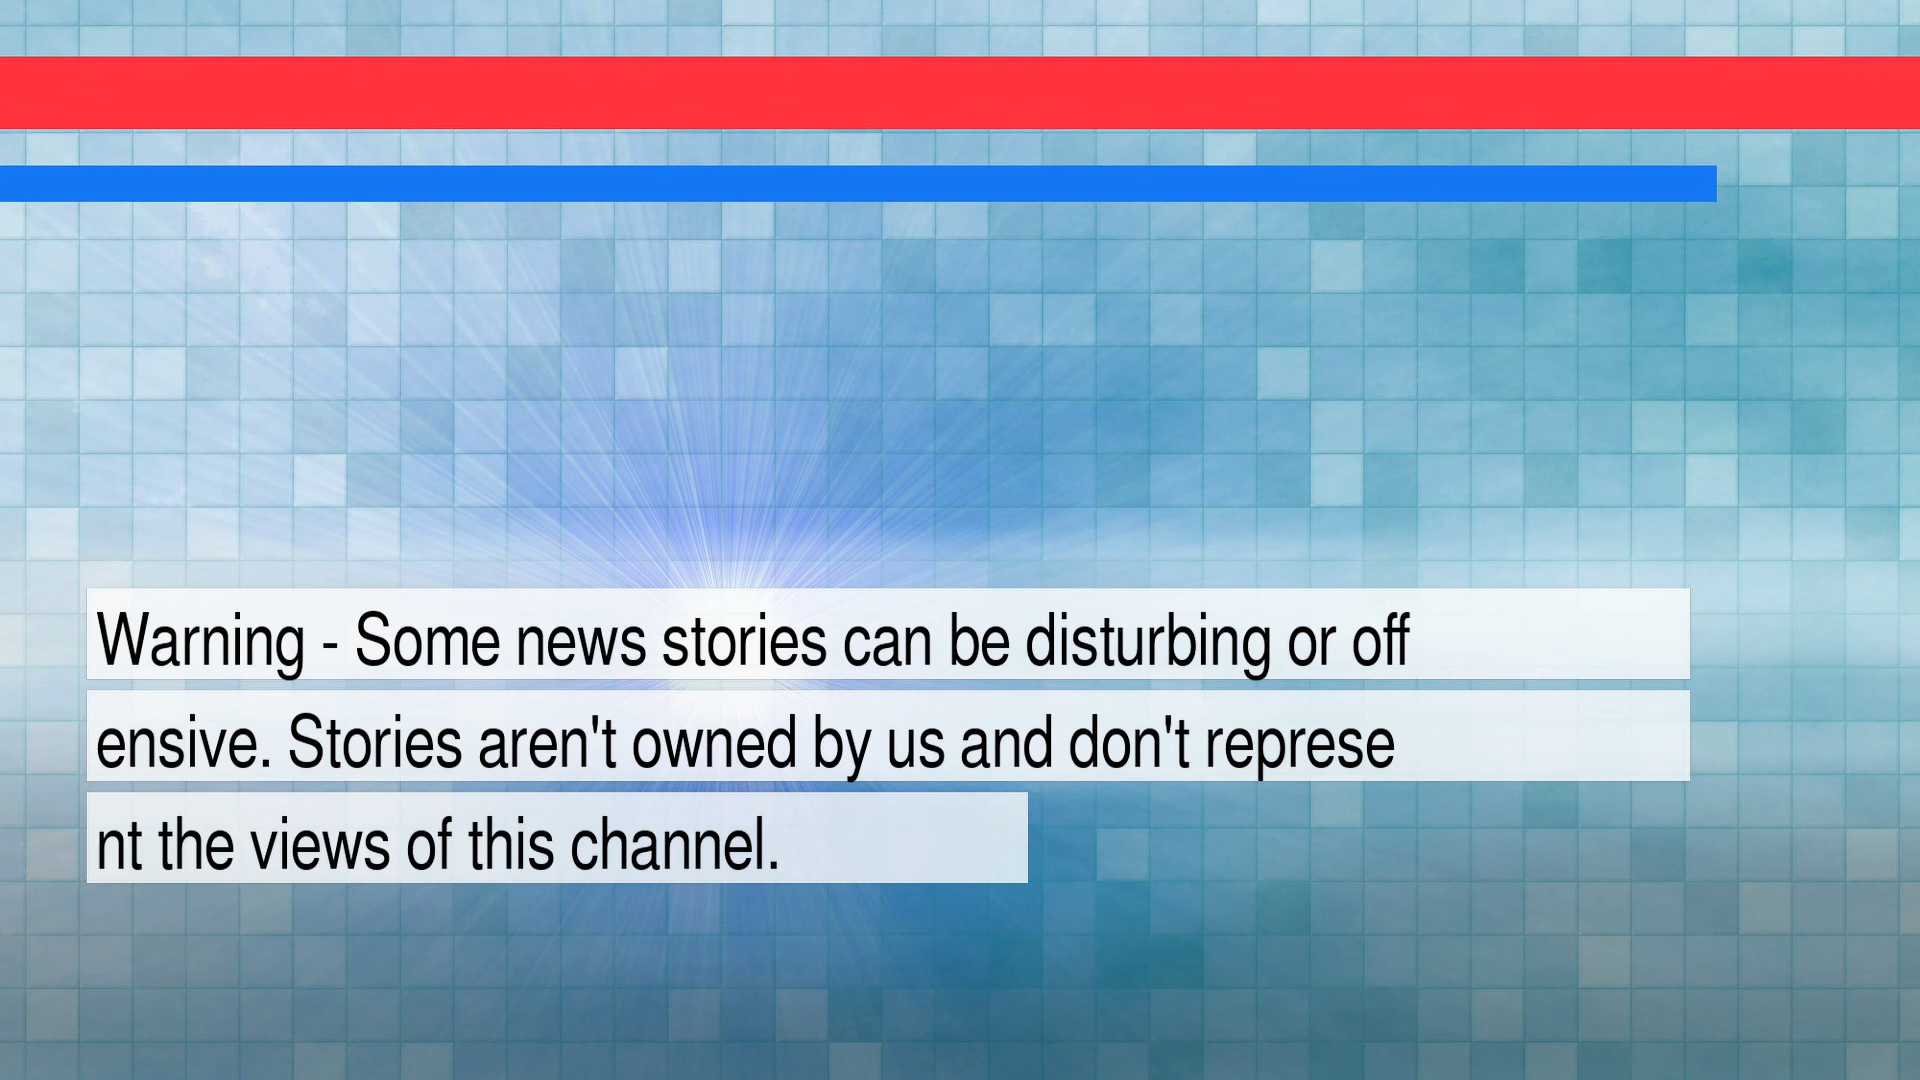 Warning - Some news stories can be disturbing or off
ensive. Stories aren't owned by us and don't represe
nt the views of this channel.